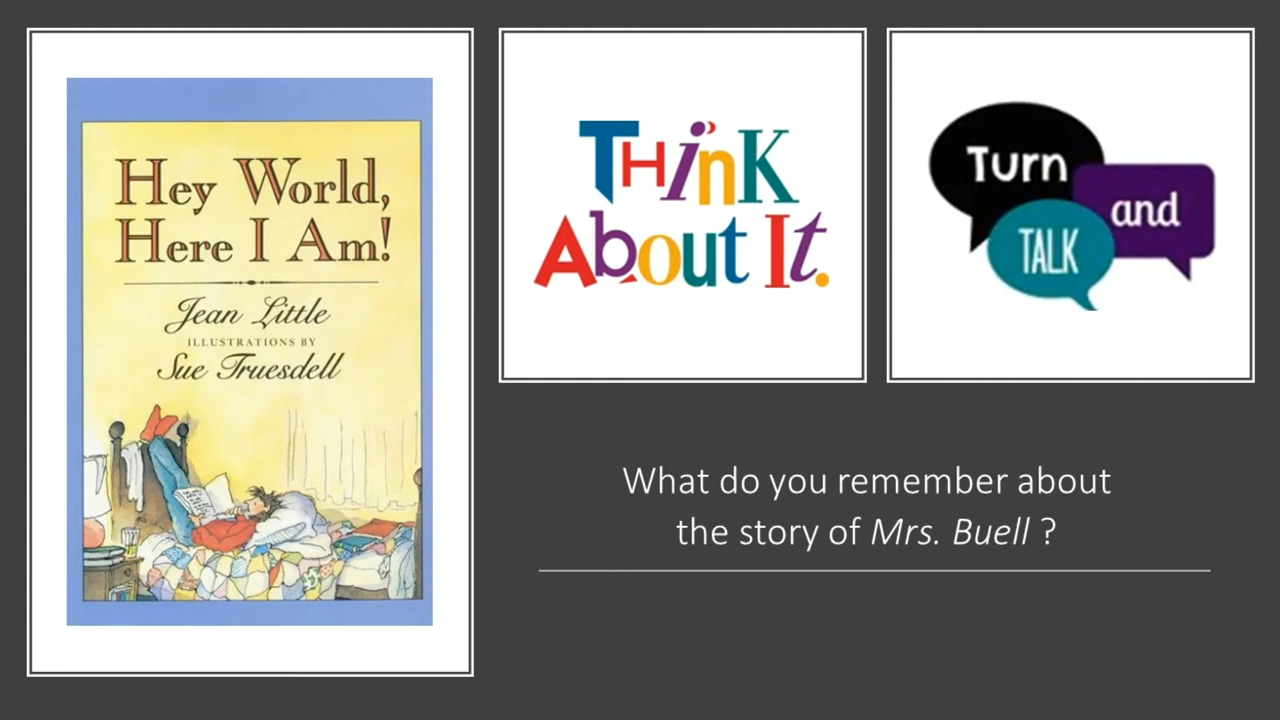 Hey World,
Here I Am!
Jean Little
ILLUSTRATIONS BY
Sue Truesdell
THinK
About It.
Turn
and
TALK
What do you remember about
the story of Mrs. Buell ?